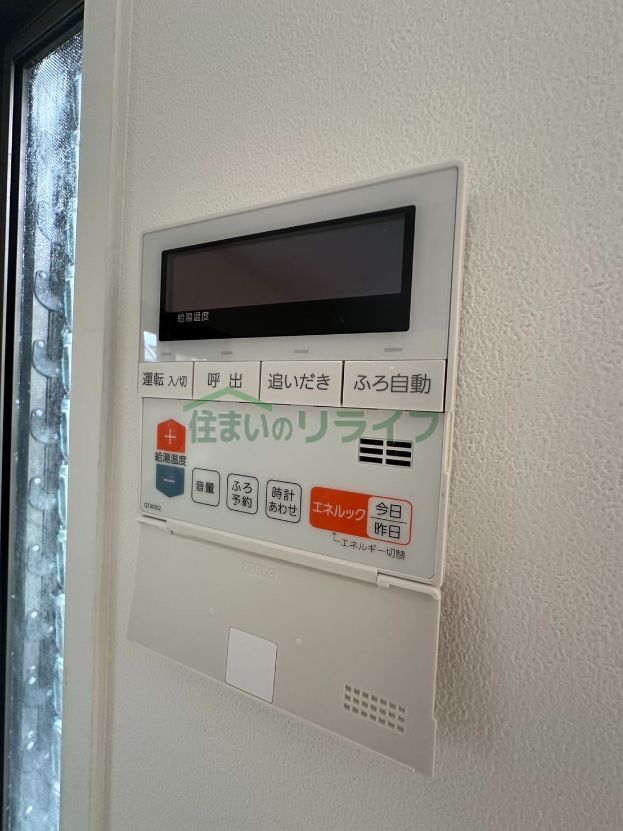 給湯温度
運転 入/切 呼出 追いだき ふろ自動
住まいのリライフ
＋
給湯温度
－
音量 ふろ予約 時計あわせ エネルック 今日 昨日
エネルギー切替